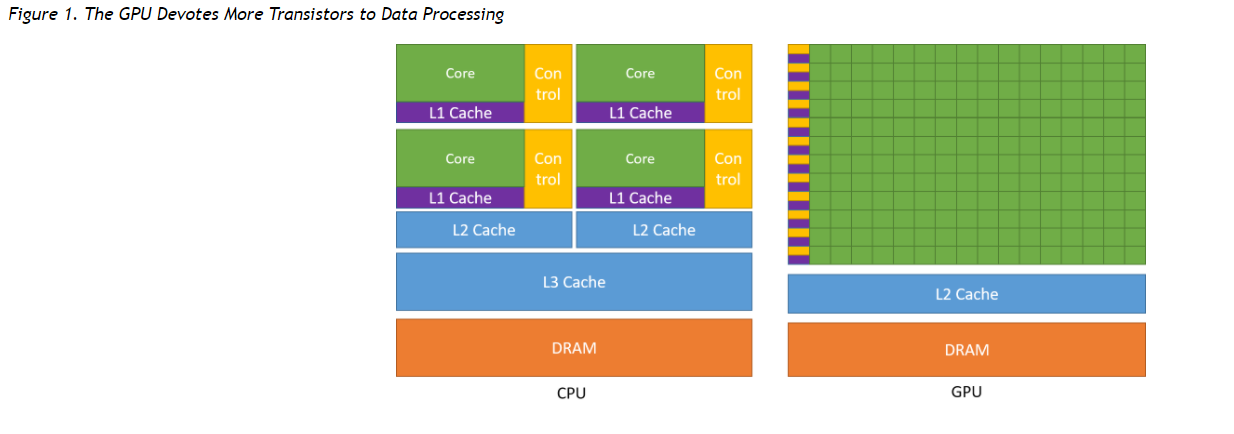 Figure 1. The GPU Devotes More Transistors to Data Processing
Core
Con
trol
Core
Con
trol
L1 Cache
L1 Cache
Core
Con
trol
Core
Con
trol
L1 Cache
L1 Cache
L2 Cache
L2 Cache
L3 Cache
DRAM
CPU
L2 Cache
DRAM
GPU